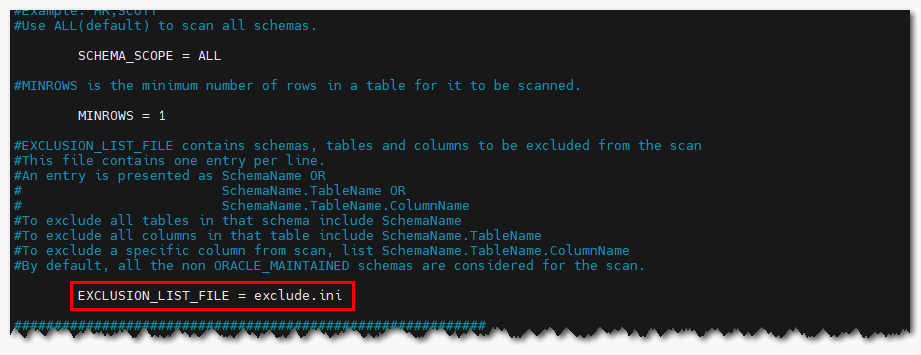 #Example: HR,SCOTT
#Use ALL(default) to scan all schemas.
SCHEMA_SCOPE = ALL
#MINROWS is the minimum number of rows in a table for it to be scanned.
MINROWS = 1
#EXCLUSION_LIST_FILE contains schemas, tables and columns to be excluded from the scan
#This file contains one entry per line.
#An entry is presented as SchemaName OR
# SchemaName.TableName OR
# SchemaName.TableName.ColumnName
#To exclude all tables in that schema include SchemaName
#To exclude all columns in that table include SchemaName.TableName
#To exclude a specific column from scan, list SchemaName.TableName.ColumnName
#By default, all the non ORACLE_MAINTAINED schemas are considered for the scan.
EXCLUSION_LIST_FILE = exclude.ini
###########################################################